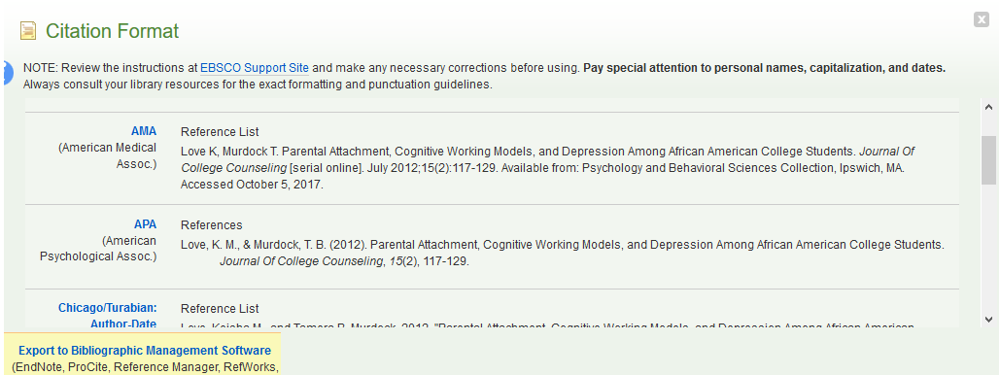 Citation Format
NOTE: Review the instructions at EBSCO Support Site and make any necessary corrections before using. Pay special attention to personal names, capitalization, and dates.
Always consult your library resources for the exact formatting and punctuation guidelines.
AMA
(American Medical
Assoc.)
Reference List
Love K, Murdock T. Parental Attachment, Cognitive Working Models, and Depression Among African American College Students. Journal Of
College Counseling [serial online]. July 2012;15(2):117-129. Available from: Psychology and Behavioral Sciences Collection, Ipswich, MA.
Accessed October 5, 2017.
APA
(American
Psychological Assoc.)
References
Love, K. M., & Murdock, T. B. (2012). Parental Attachment, Cognitive Working Models, and Depression Among African American College Students.
Journal Of College Counseling, 15(2), 117-129.
Chicago/Turabian:
Author-Date
Reference List
Love, Keisha M., and Tamera B. Murdock. 2012. "Parental Attachment, Cognitive Working Models, and Depression Among African American
Export to Bibliographic Management Software
(EndNote, ProCite, Reference Manager, RefWorks,